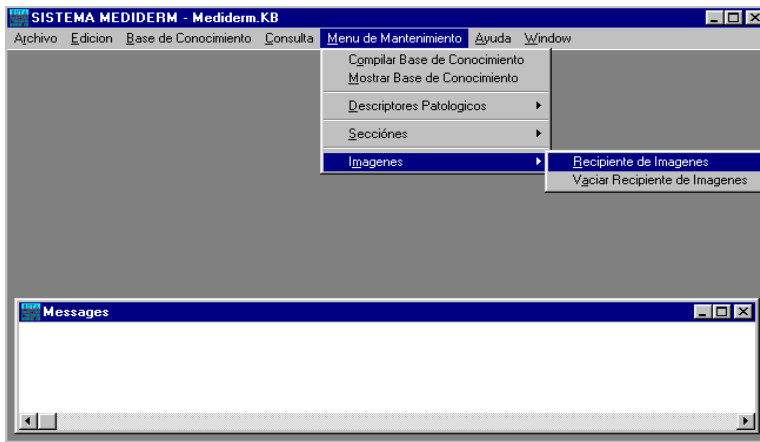 SISTEMA MEDIDERM - Mediderm.KB
Archivo Edicion Base de Conocimiento Consulta Menu de Mantenimiento Ayuda Window
Compilar Base de Conocimiento
Mostrar Base de Conocimiento
Descriptores Patologicos
Secciónes
Imagenes
Recipiente de Imagenes
Vaciar Recipiente de Imagenes
Messages